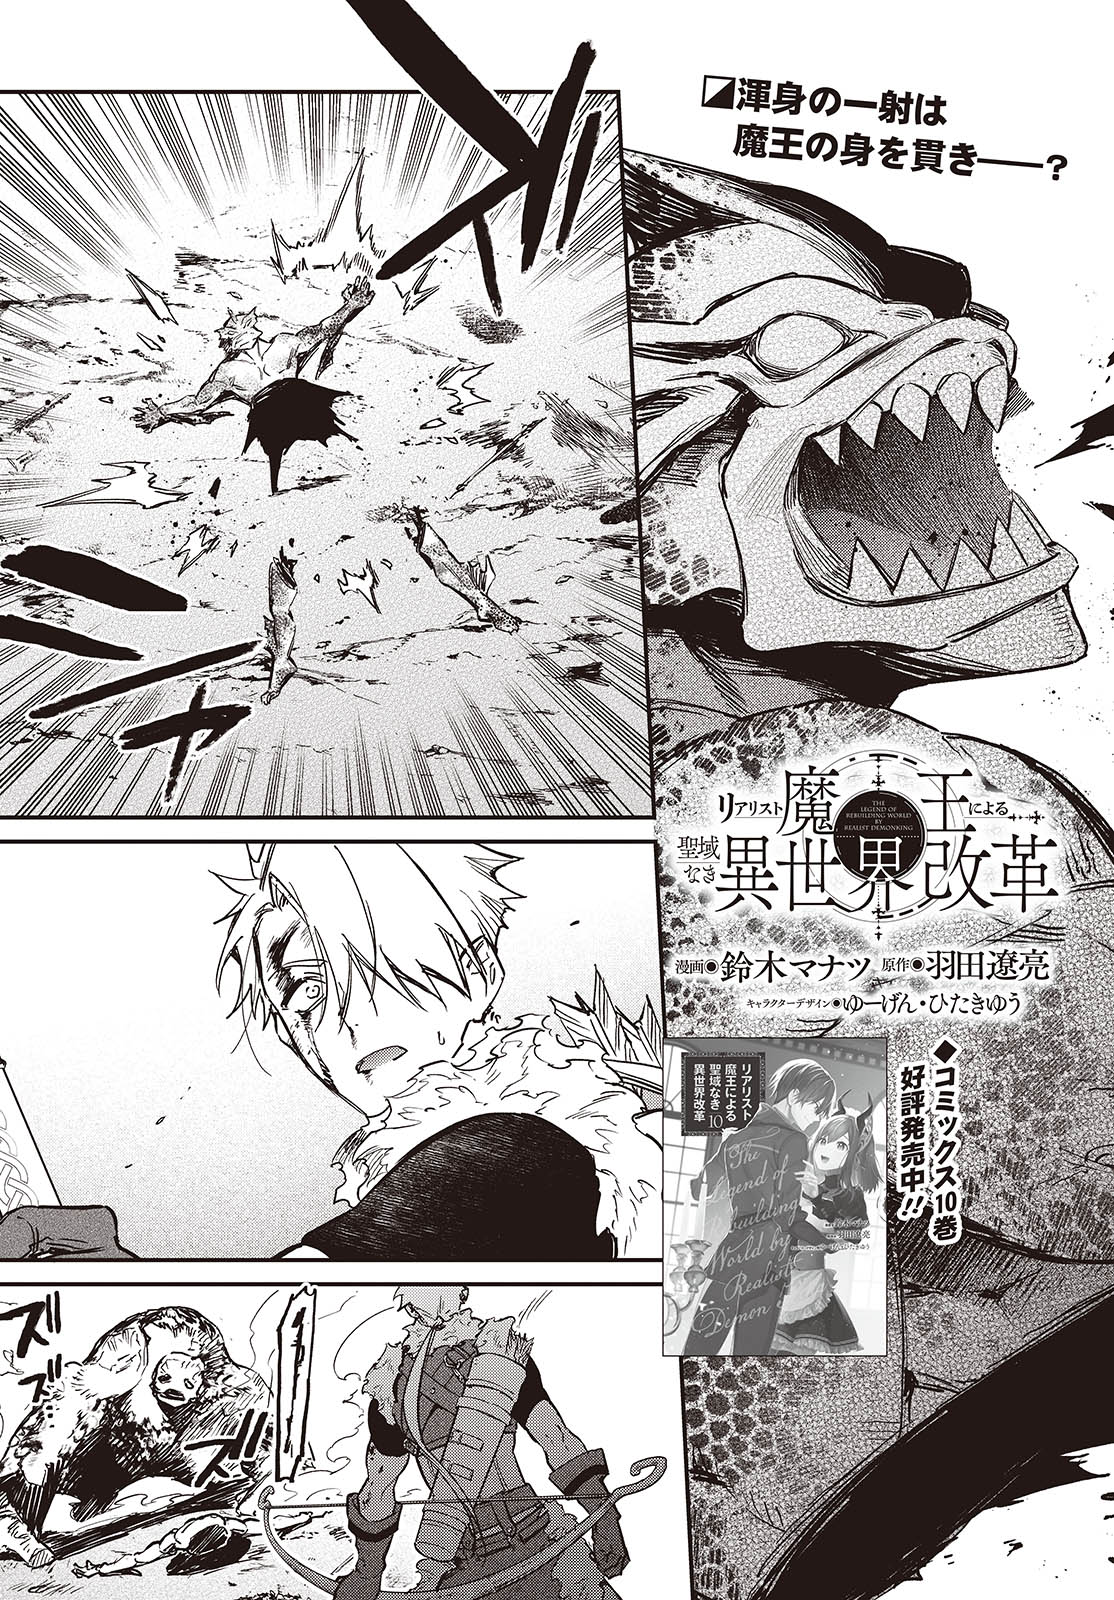 渾身の一射は
魔王の身を貫き――？
リアリスト魔王による
THE
LEGEND OF
REBUILDING WORLD
BY
REALIST DEMONKING
聖域なき異世界改革
漫画●鈴木マナツ 原作●羽田遼亮
キャラクターデザイン●ゆーげん・ひたきゆう
◆コミックス10巻
好評発売中!!
リアリスト
魔王による
聖域なき
異世界改革
10
The
Legend of
Rebuilding
World by
Realist
Demon
ドシャ
ズズ
ズズ